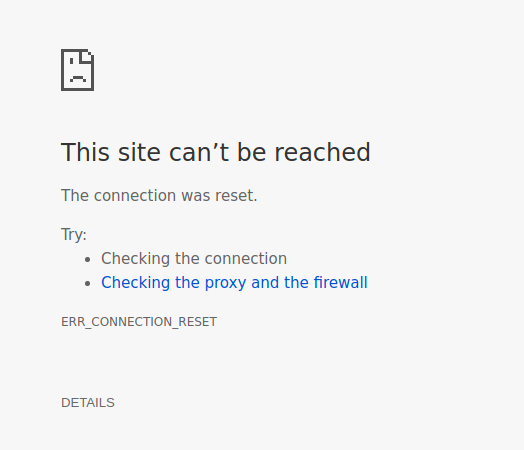 This site can’t be reached
The connection was reset.
Try:
Checking the connection
Checking the proxy and the firewall
ERR_CONNECTION_RESET
DETAILS